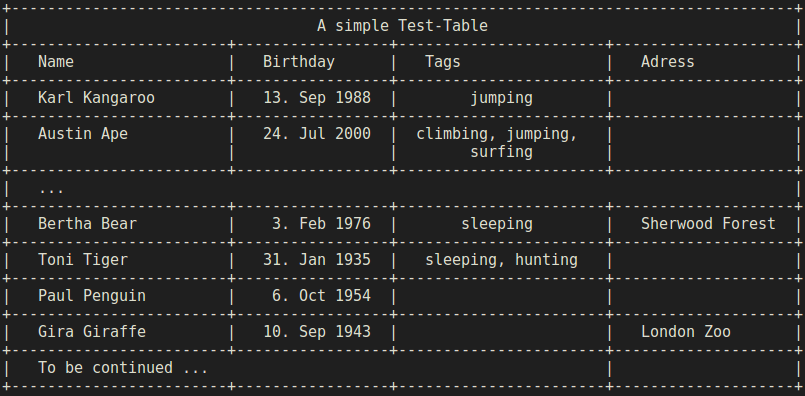 A simple Test-Table
Name Birthday Tags Adress
Karl Kangaroo 13. Sep 1988 jumping
Austin Ape 24. Jul 2000 climbing, jumping,
surfing
...
Bertha Bear 3. Feb 1976 sleeping Sherwood Forest
Toni Tiger 31. Jan 1935 sleeping, hunting
Paul Penguin 6. Oct 1954
Gira Giraffe 10. Sep 1943 London Zoo
To be continued ...